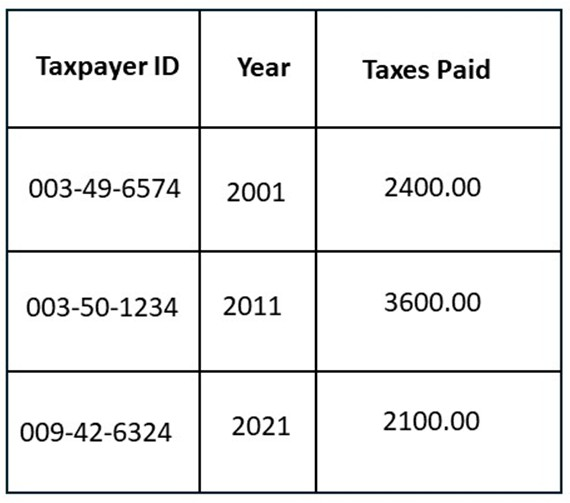 Taxpayer ID Year Taxes Paid
003-49-6574 2001 2400.00
003-50-1234 2011 3600.00
009-42-6324 2021 2100.00